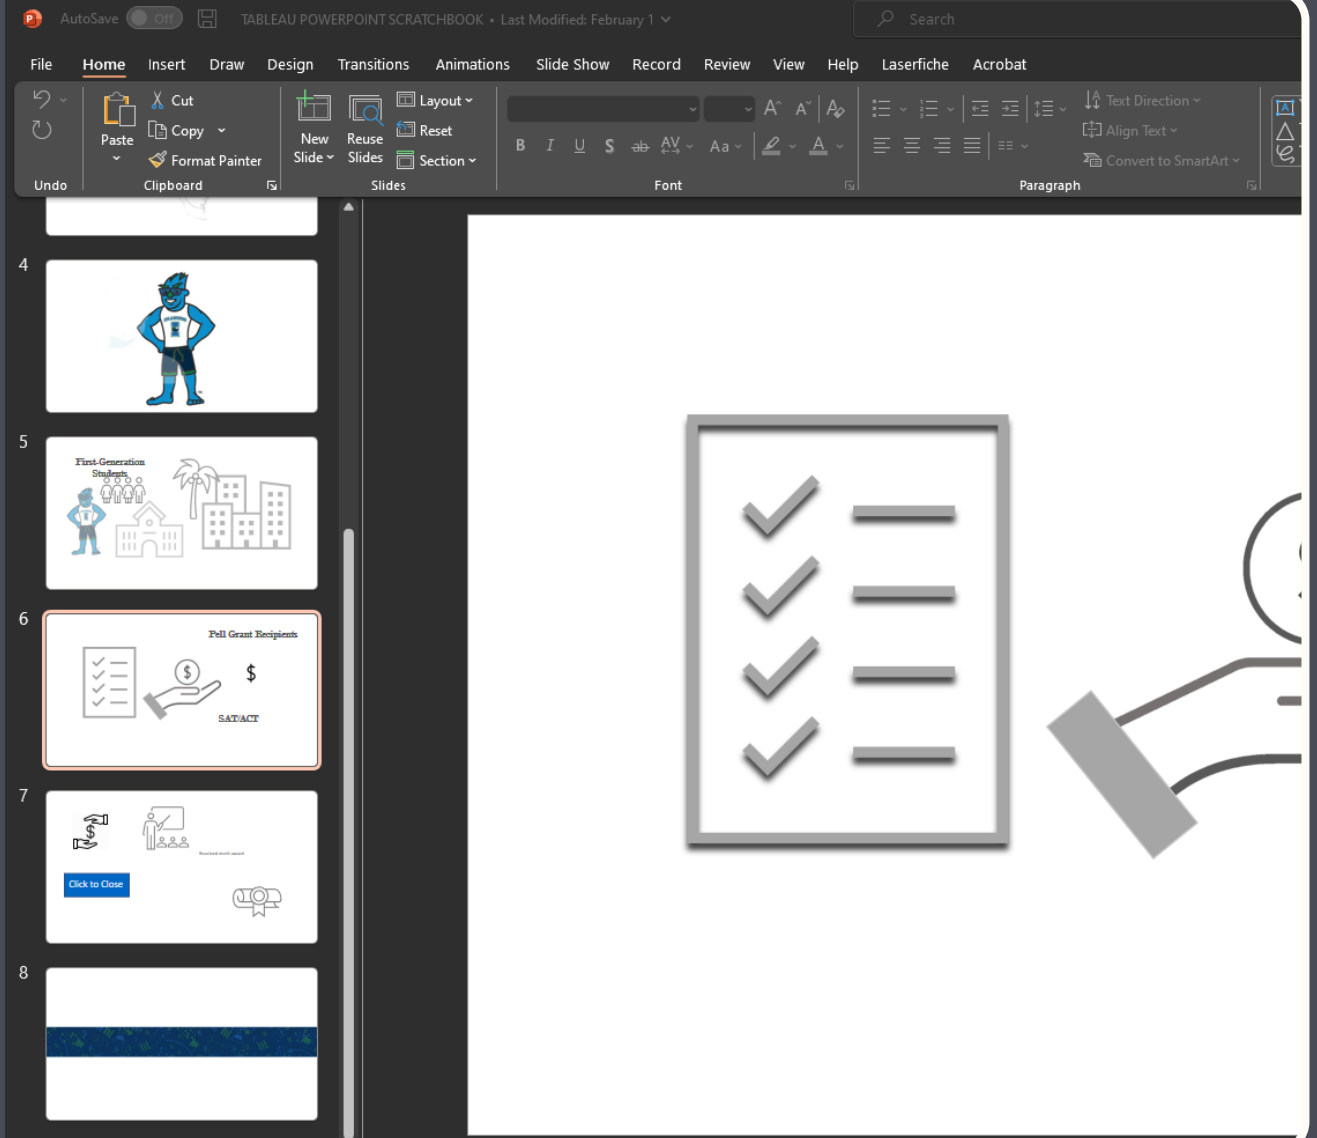 AutoSave Off TABLEAU POWERPOINT SCRATCHBOOK • Last Modified: February 1 Search
File Home Insert Draw Design Transitions Animations Slide Show Record Review View Help Laserfiche Acrobat
Undo
Paste
Cut
Copy
Format Painter
Clipboard
New Slide
Reuse Slides
Layout
Reset
Section
Slides
B I U S ab AV Aa A
Font
Text Direction
Align Text
Convert to SmartArt
Paragraph
4
5
First-Generation
Students
6
Pell Grant Recipients
$ $
SAT/ACT
7
$
Click to Close
8